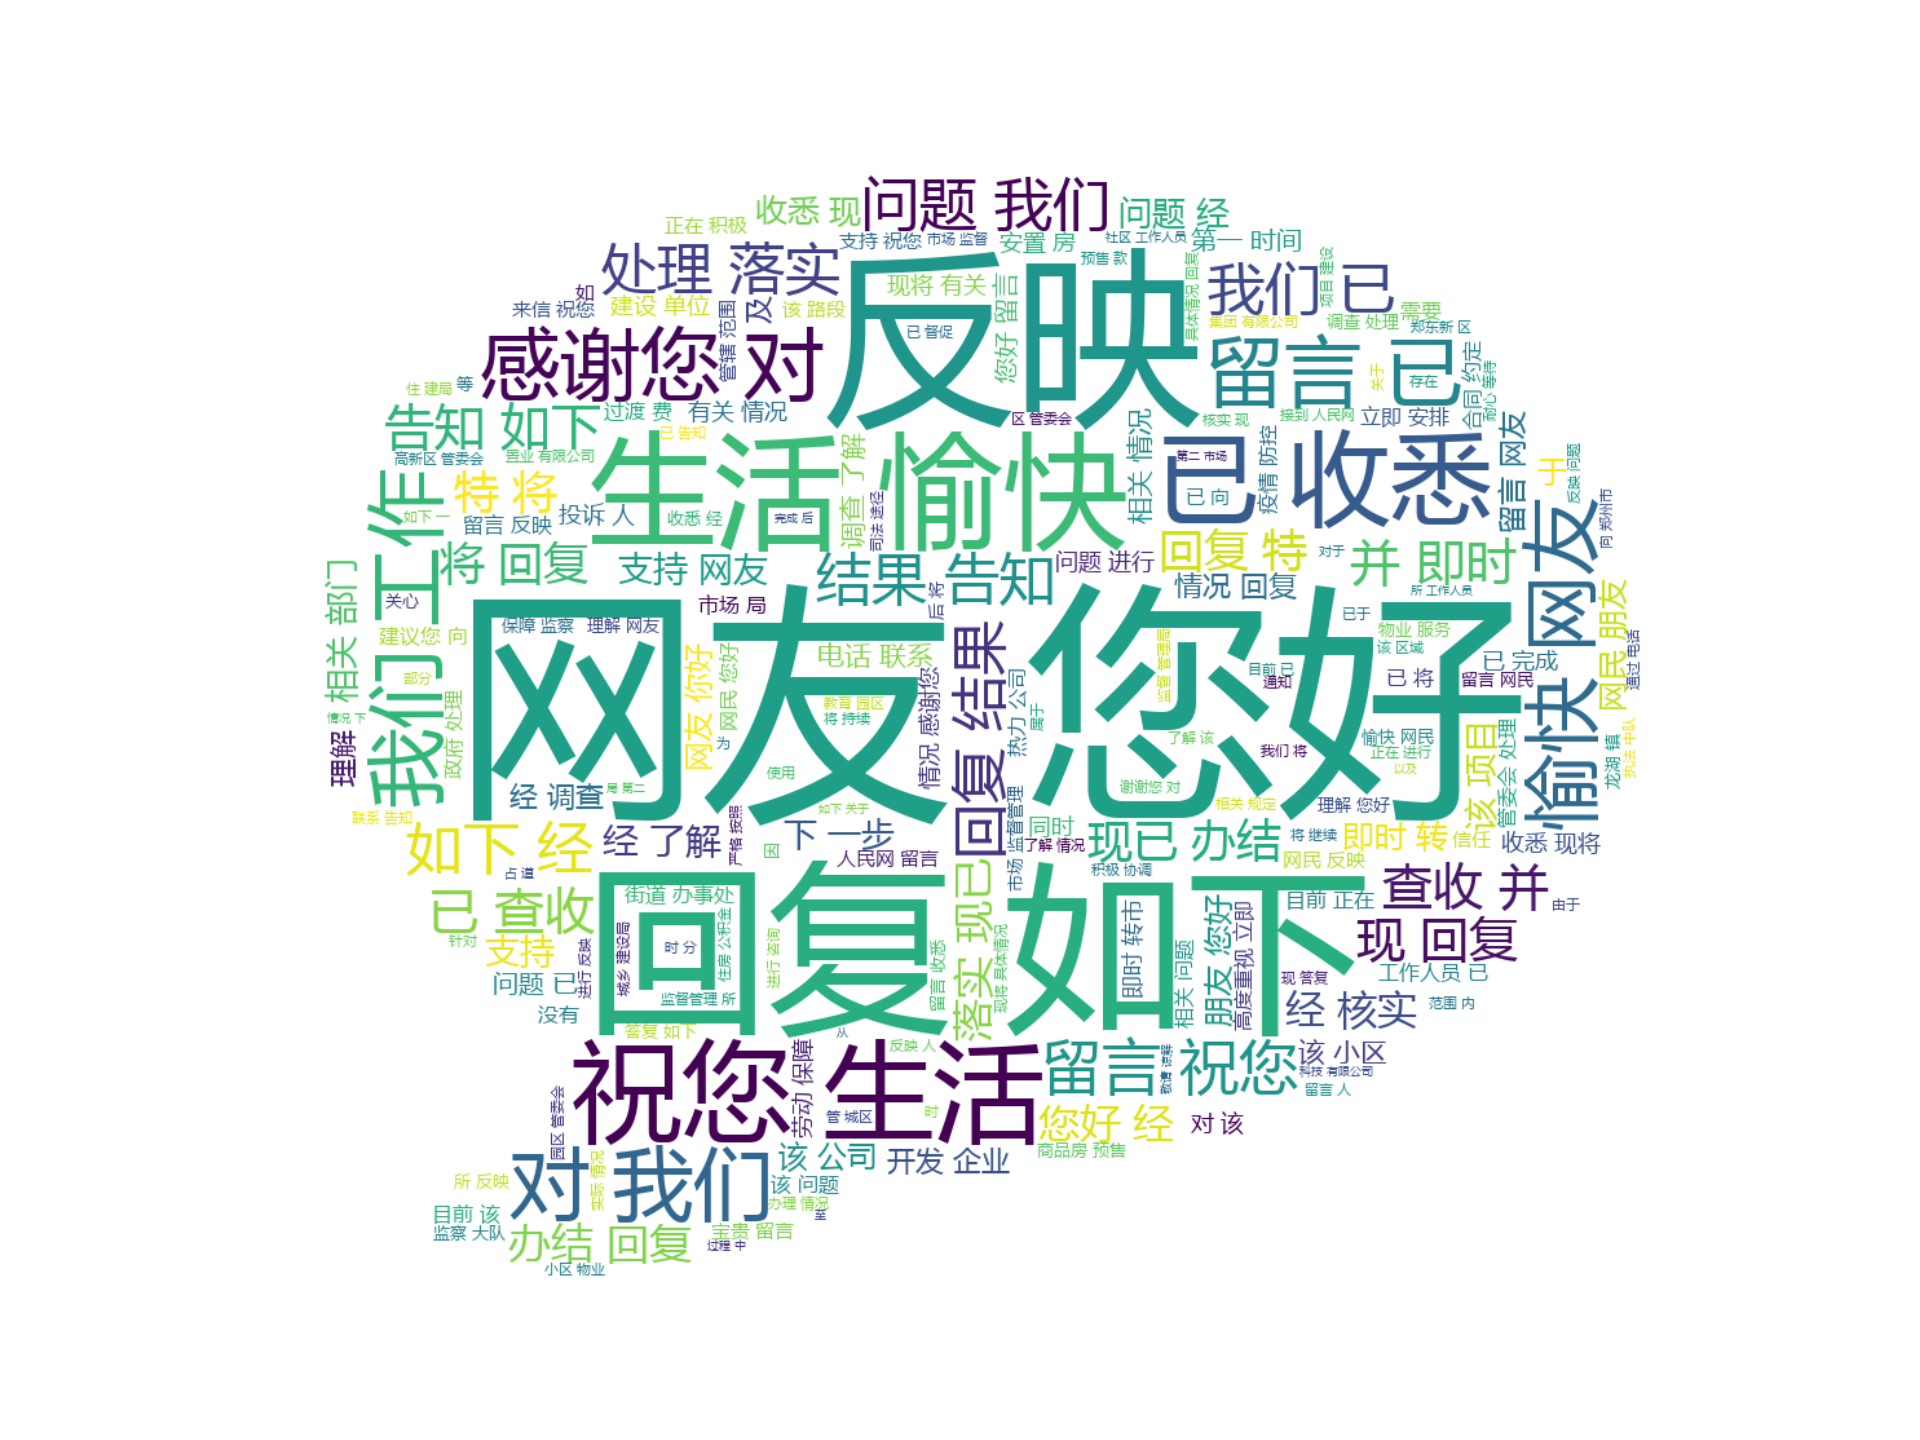 问题 我们
收悉 现
问题 经
正在 积极
支持 祝您
市场 监督
安置 房
社区 工作人员
第一 时间
处理 落实
反映
预售 款
具体情况 回复
我们 已
项目 建设
如
来信 祝您
建设 单位
管辖 范围
及
该 路段
现将 有关
您好 留言
集团 有限公司
调查 处理
需要
郑东新 区
感谢您 对
已 督促
留言 已
关于
存在
合同 约定
耐心 等待
住 建局
等
告知 如下
过渡 费
有关 情况
区 管委会
相关 情况
核实 现
接到 人民网
立即 安排
留言 网友
已 告知
高新区 管委会
置业 有限公司
生活 愉快
调查 了解
已 收悉
第二 市场
疫情 防控
于
反映 问题
我们 工作
特 将
如下 一
留言 反映
投诉 人
收悉 经
完成 后
司法 途径
已 向
愉快 网友
向 郑州市
相关 部门
将 回复
支持 网友
结果 告知
问题 进行
回复 特
对于
并 即时
情况 回复
所 工作人员
关心
市场 局
后 将
网友 您好
已于
网民 朋友
建议您 向
保障 监察
理解 网友
电话 联系
回复 结果
物业 服务
该 区域
通过 电话
部分
政府 处理
网友 你好
网民 您好
情况 感谢您
热力 公司
监督 管理局
目前 已
通知
已 将
留言 网民
已 完成
情况 下
理解
教育 园区
将 持续
属于
为
了解 该
我们 将
愉快 网民
正在 进行
以及
该 项目
管委会 处理
龙湖 镇
执法 中队
使用
经 调查
局 第二
谢谢您 对
联系 告知
如下 关于
市场 监督管理
相关 规定
理解 您好
如下 经
经 了解
严格 按照
因
下 一步
同时
了解 情况
现已 办结
将 继续
即时 转
信任
收悉 现将
人民网 留言
积极 协调
网民 反映
占 道
回复 如下
已 查收
街道 办事处
落实 现已
查收 并
目前 正在
由于
针对
支持
进行 反映
城乡 建设局
时 分
住房 公积金
进行 咨询
留言 收悉
现将 具体情况
即时 转市
相关 问题
朋友 您好
高度重视 立即
现 回复
现 答复
工作人员 已
问题 已
监督管理 所
没有
经 核实
范围 内
答复 如下
从
反映 人
祝您 生活
劳动 保障
留言 祝您
敬请 谅解
该 小区
科技 有限公司
留言 人
园区 管委会
管 城区
时
您好 经
对 该
对 我们
该 公司
开发 企业
商品房 预售
所 反映
实际 情况
该 问题
办理 情况
至
目前 该
监察 大队
办结 回复
宝贵 留言
过程 中
小区 物业